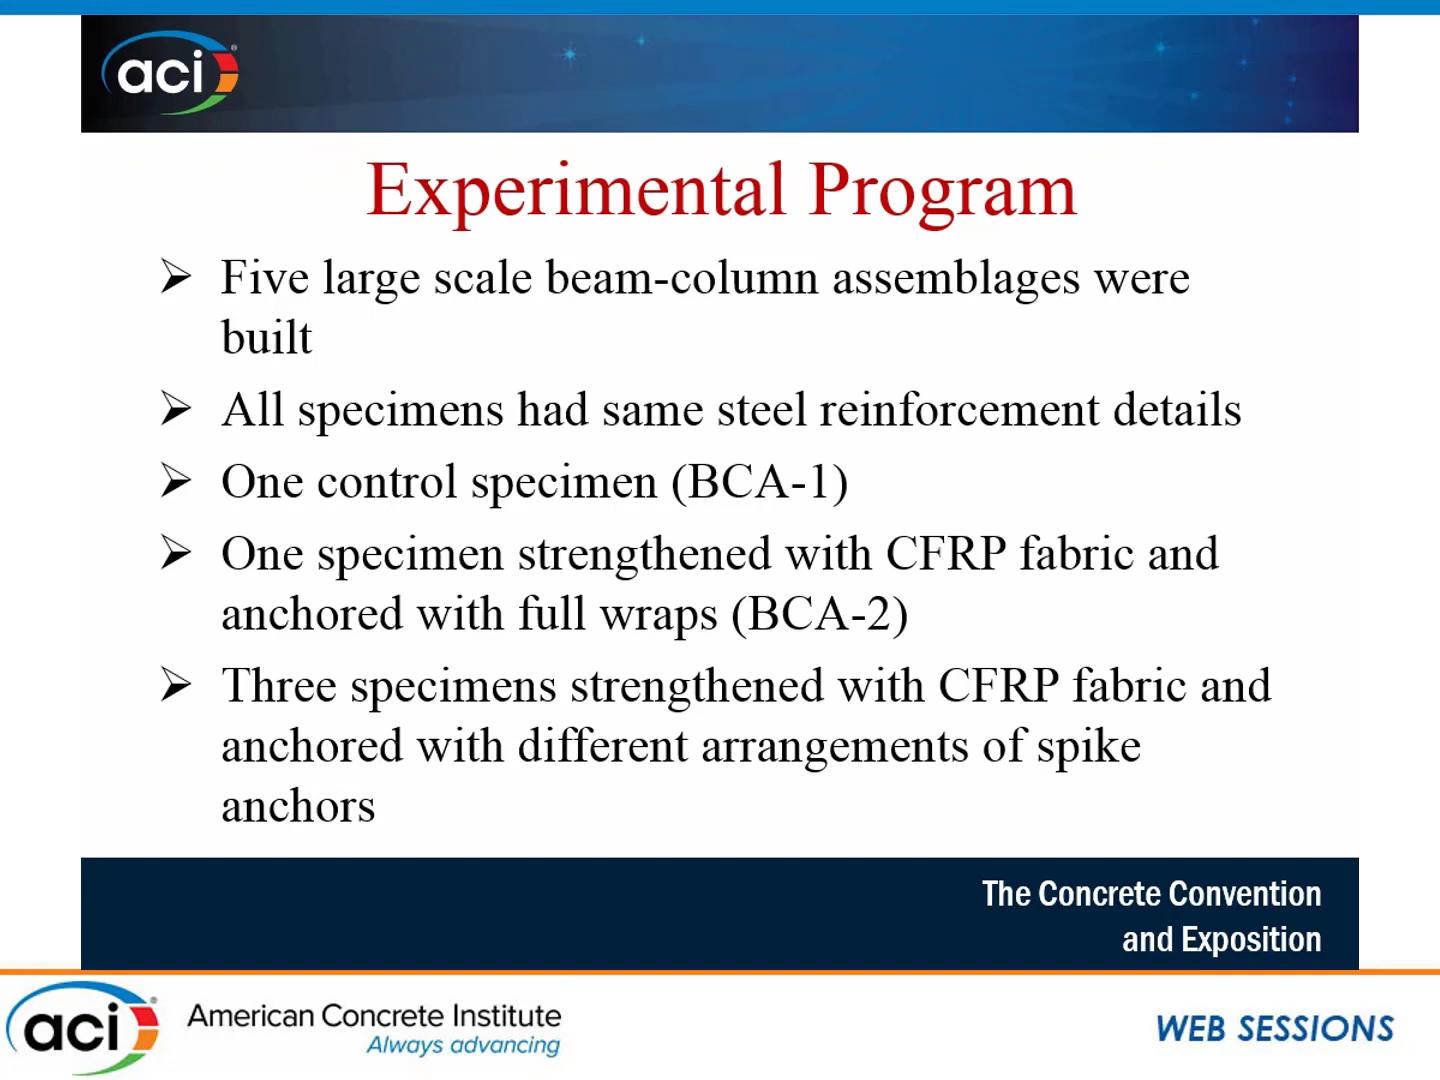 aci
Experimental Program
➢ Five large scale beam-column assemblages were
built
➢ All specimens had same steel reinforcement details
➢ One control specimen (BCA-1)
➢ One specimen strengthened with CFRP fabric and
anchored with full wraps (BCA-2)
➢ Three specimens strengthened with CFRP fabric and
anchored with different arrangements of spike
anchors
The Concrete Convention
and Exposition
aci® American Concrete Institute
Always advancing
WEB SESSIONS